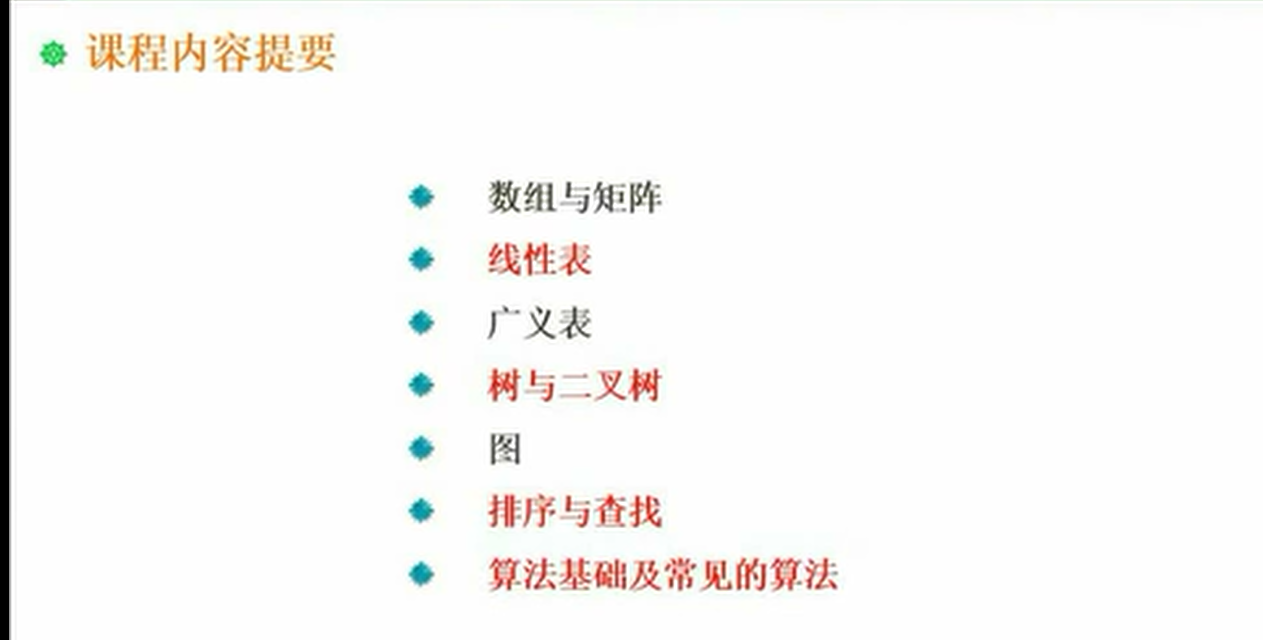 课程内容提要
数组与矩阵
线性表
广义表
树与二叉树
图
排序与查找
算法基础及常见的算法